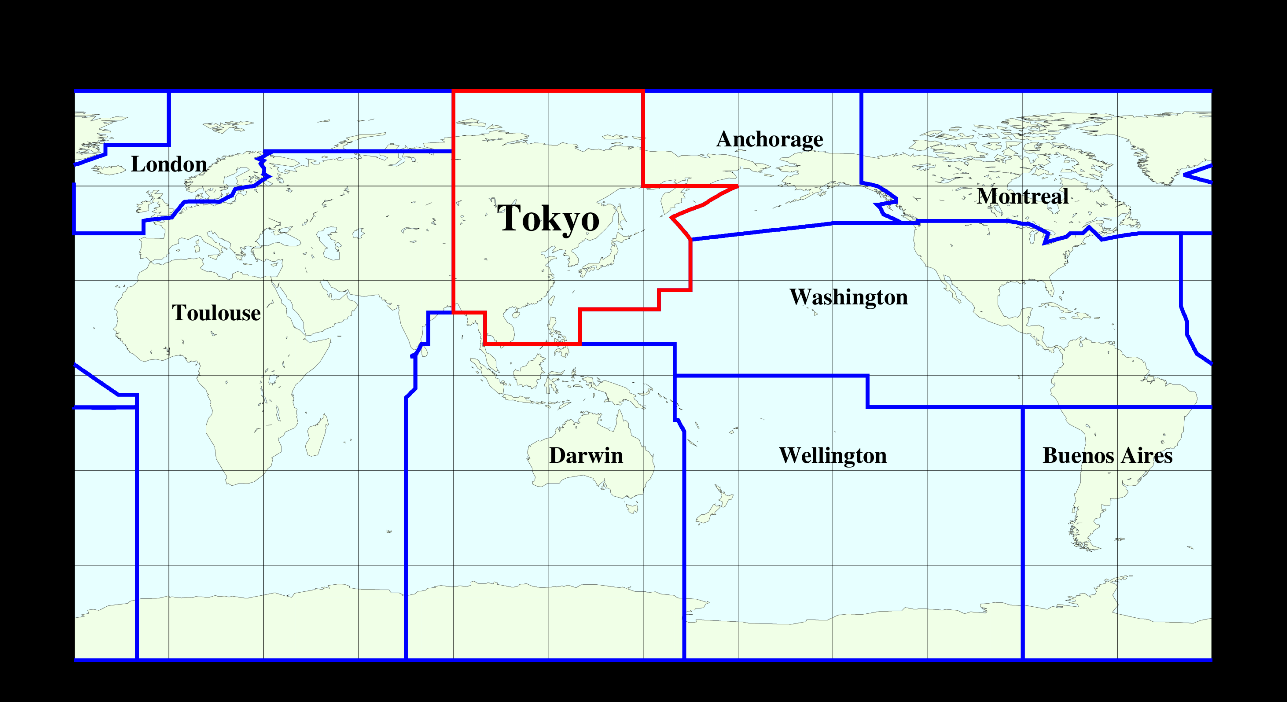 Anchorage
London
Montreal
Tokyo
Washington
Toulouse
Darwin
Wellington
Buenos Aires